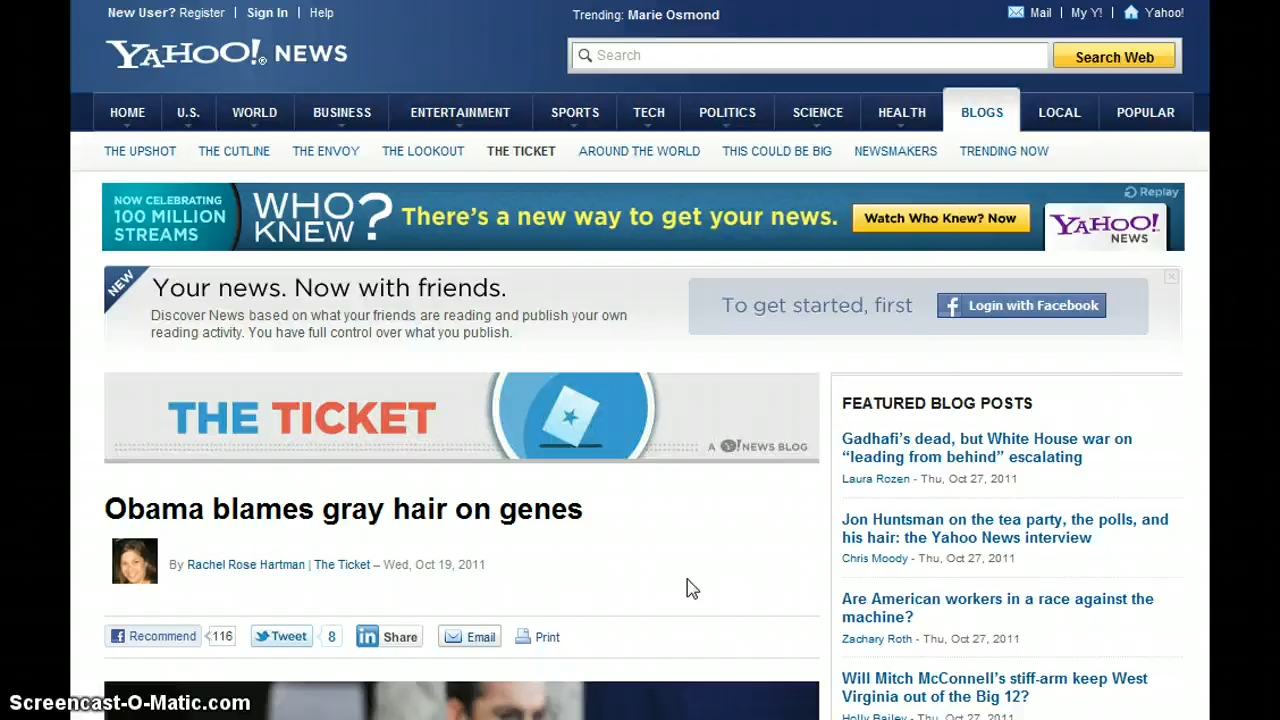 New User? Register | Sign In | Help
Trending: Marie Osmond
Mail | My Y! | Yahoo!
YAHOO!® NEWS
Search
Search Web
HOME U.S. WORLD BUSINESS ENTERTAINMENT SPORTS TECH POLITICS SCIENCE HEALTH BLOGS LOCAL POPULAR
THE UPSHOT THE CUTLINE THE ENVOY THE LOOKOUT THE TICKET AROUND THE WORLD THIS COULD BE BIG NEWSMAKERS TRENDING NOW
NOW CELEBRATING
100 MILLION
STREAMS
WHO
KNEW?
There's a new way to get your news.
Watch Who Knew? Now
Replay
YAHOO!
NEWS
NEW
Your news. Now with friends.
Discover News based on what your friends are reading and publish your own
reading activity. You have full control over what you publish.
To get started, first
f Login with Facebook
THE TICKET
A Y! NEWS BLOG
Obama blames gray hair on genes
By Rachel Rose Hartman | The Ticket – Wed, Oct 19, 2011
f Recommend 116 Tweet 8 in Share Email Print
FEATURED BLOG POSTS
Gadhafi's dead, but White House war on
“leading from behind” escalating
Laura Rozen - Thu, Oct 27, 2011
Jon Huntsman on the tea party, the polls, and
his hair: the Yahoo News interview
Chris Moody - Thu, Oct 27, 2011
Are American workers in a race against the
machine?
Zachary Roth - Thu, Oct 27, 2011
Will Mitch McConnell's stiff-arm keep West
Virginia out of the Big 12?
Holly Bailey - Thu, Oct 27, 2011
Screencast-O-Matic.com